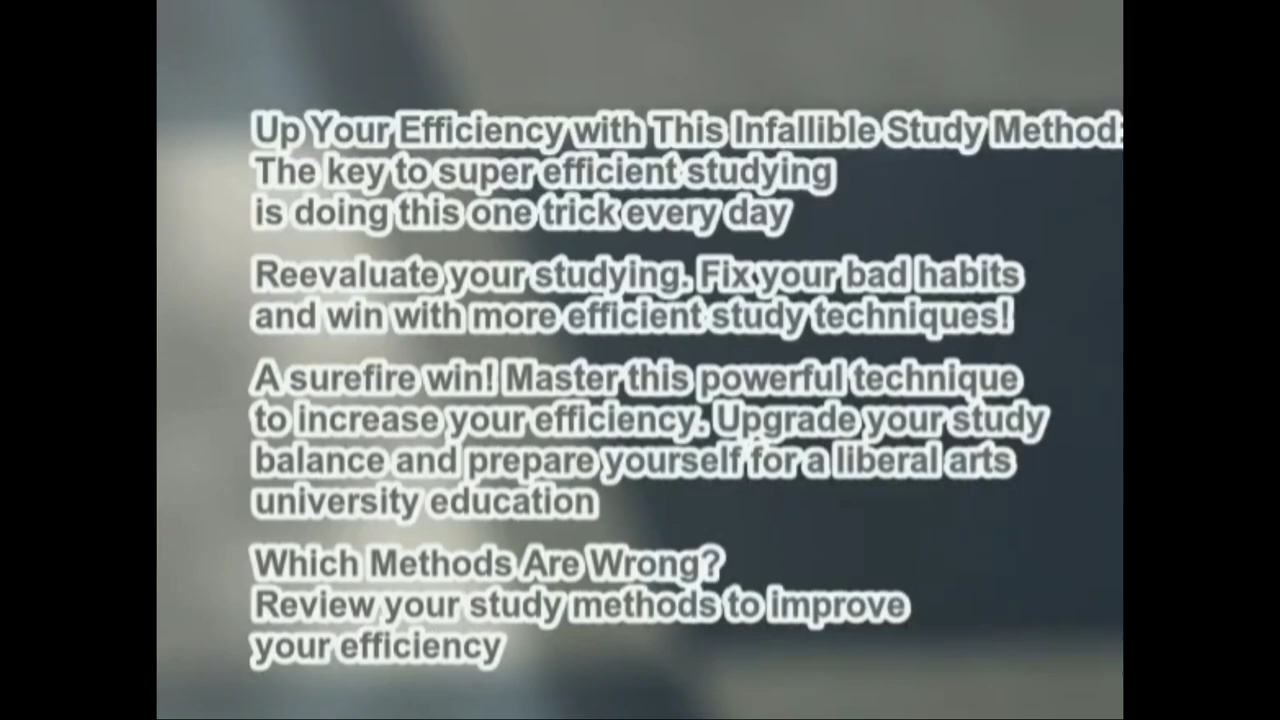 Up Your Efficiency with This Infallible Study Method:
The key to super efficient studying
is doing this one trick every day
Reevaluate your studying. Fix your bad habits
and win with more efficient study techniques!
A surefire win! Master this powerful technique
to increase your efficiency. Upgrade your study
balance and prepare yourself for a liberal arts
university education
Which Methods Are Wrong?
Review your study methods to improve
your efficiency